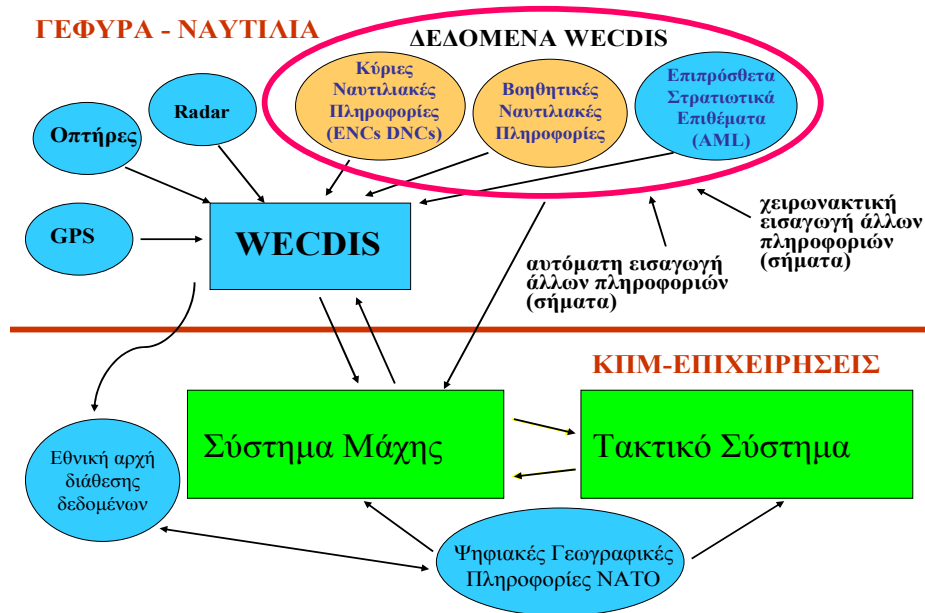 ΓΕΦΥΡΑ - ΝΑΥΤΙΛΙΑ
ΔΕΔΟΜΕΝΑ WECDIS
Κύριες
Ναυτιλιακές
Πληροφορίες
(ENCs DNCs)
Βοηθητικές
Ναυτιλιακές
Πληροφορίες
Επιπρόσθετα
Στρατιωτικά
Επιθέματα
(AML)
Radar
Οπτήρες
GPS
WECDIS
χειρωνακτική
εισαγωγή άλλων
πληροφοριών
(σήματα)
αυτόματη εισαγωγή
άλλων πληροφοριών
(σήματα)
ΚΠΜ-ΕΠΙΧΕΙΡΗΣΕΙΣ
Σύστημα Μάχης
Τακτικό Σύστημα
Εθνική αρχή
διάθεσης
δεδομένων
Ψηφιακές Γεωγραφικές
Πληροφορίες ΝΑΤΟ